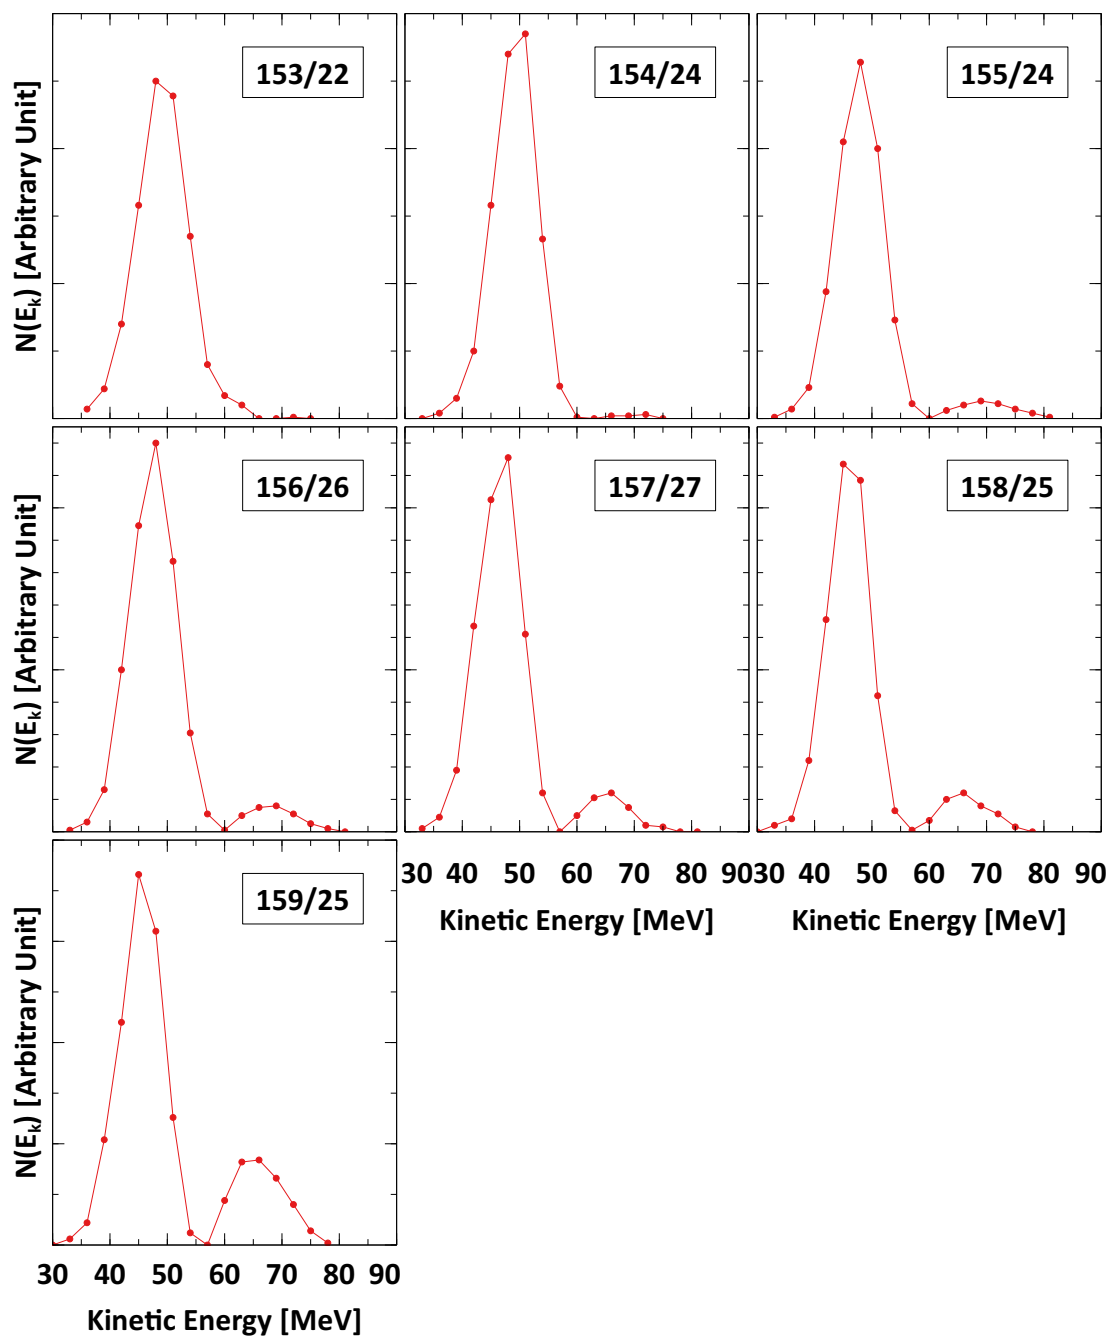 N(Eₖ) [Arbitrary Unit]
153/22
154/24
155/24
N(Eₖ) [Arbitrary Unit]
156/26
157/27
158/25
30 40 50 60 70 80 90
30 40 50 60 70 80 90
Kinetic Energy [MeV]
Kinetic Energy [MeV]
N(Eₖ) [Arbitrary Unit]
159/25
30 40 50 60 70 80 90
Kinetic Energy [MeV]